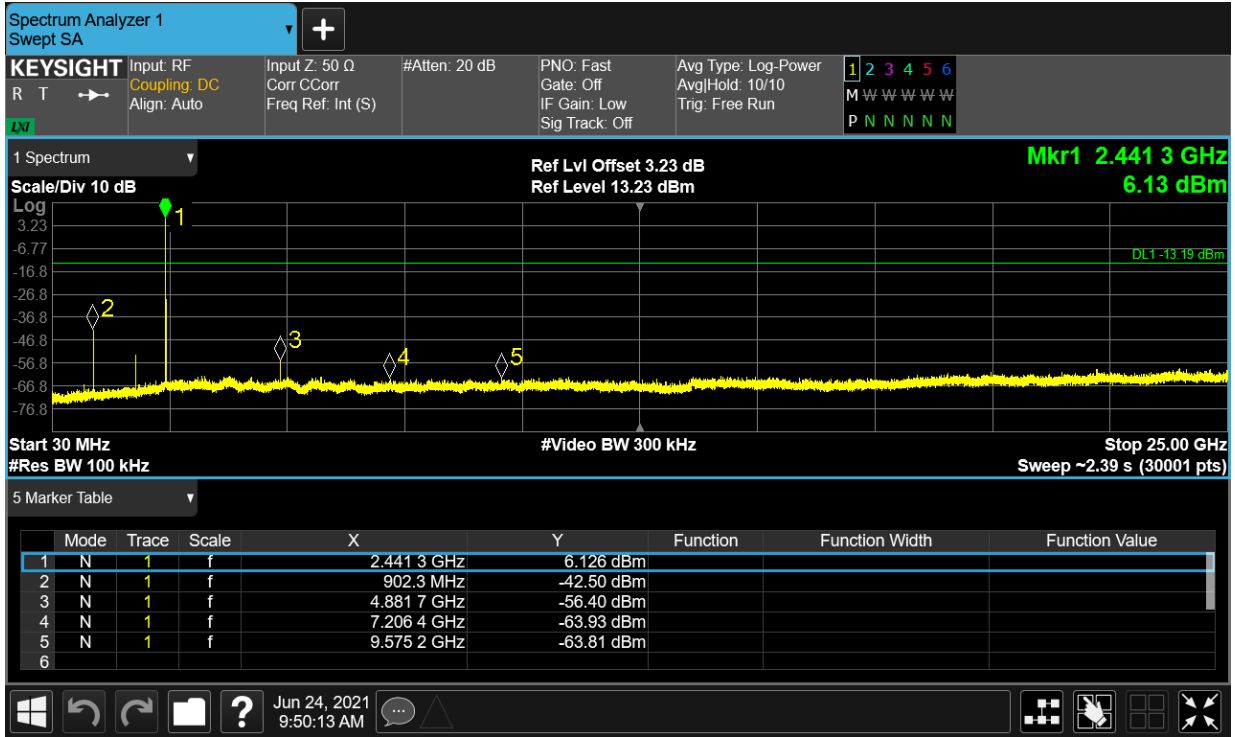 Spectrum Analyzer 1
Swept SA
KEYSIGHT
R T
LXI
Input: RF
Coupling: DC
Align: Auto
Input Z: 50 Ω
Corr CCorr
Freq Ref: Int (S)
#Atten: 20 dB
PNO: Fast
Gate: Off
IF Gain: Low
Sig Track: Off
Avg Type: Log-Power
Avg|Hold: 10/10
Trig: Free Run
1 2 3 4 5 6
M W W W W W
P N N N N N
1 Spectrum
Scale/Div 10 dB
Ref Lvl Offset 3.23 dB
Ref Level 13.23 dBm
Mkr1 2.441 3 GHz
6.13 dBm
Log
3.23
-6.77
-16.8
-26.8
-36.8
-46.8
-56.8
-66.8
-76.8
1
2
3
4
5
DL1 -13.19 dBm
Start 30 MHz
#Video BW 300 kHz
Stop 25.00 GHz
#Res BW 100 kHz
Sweep ~2.39 s (30001 pts)
5 Marker Table
Mode Trace Scale X Y Function Function Width Function Value
1 N 1 f 2.441 3 GHz 6.126 dBm
2 N 1 f 902.3 MHz -42.50 dBm
3 N 1 f 4.881 7 GHz -56.40 dBm
4 N 1 f 7.206 4 GHz -63.93 dBm
5 N 1 f 9.575 2 GHz -63.81 dBm
6
?
Jun 24, 2021
9:50:13 AM